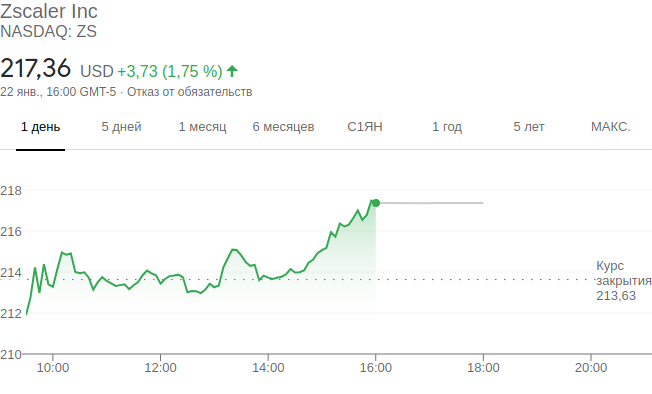 Zscaler Inc
NASDAQ: ZS
217,36 USD +3,73 (1,75 %)
22 янв., 16:00 GMT-5 · Отказ от обязательств
1 день 5 дней 1 месяц 6 месяцев С1ЯН 1 год 5 лет МАКС.
218
216
214
212
210
Курс
закрытия
213,63
10:00 12:00 14:00 16:00 18:00 20:00